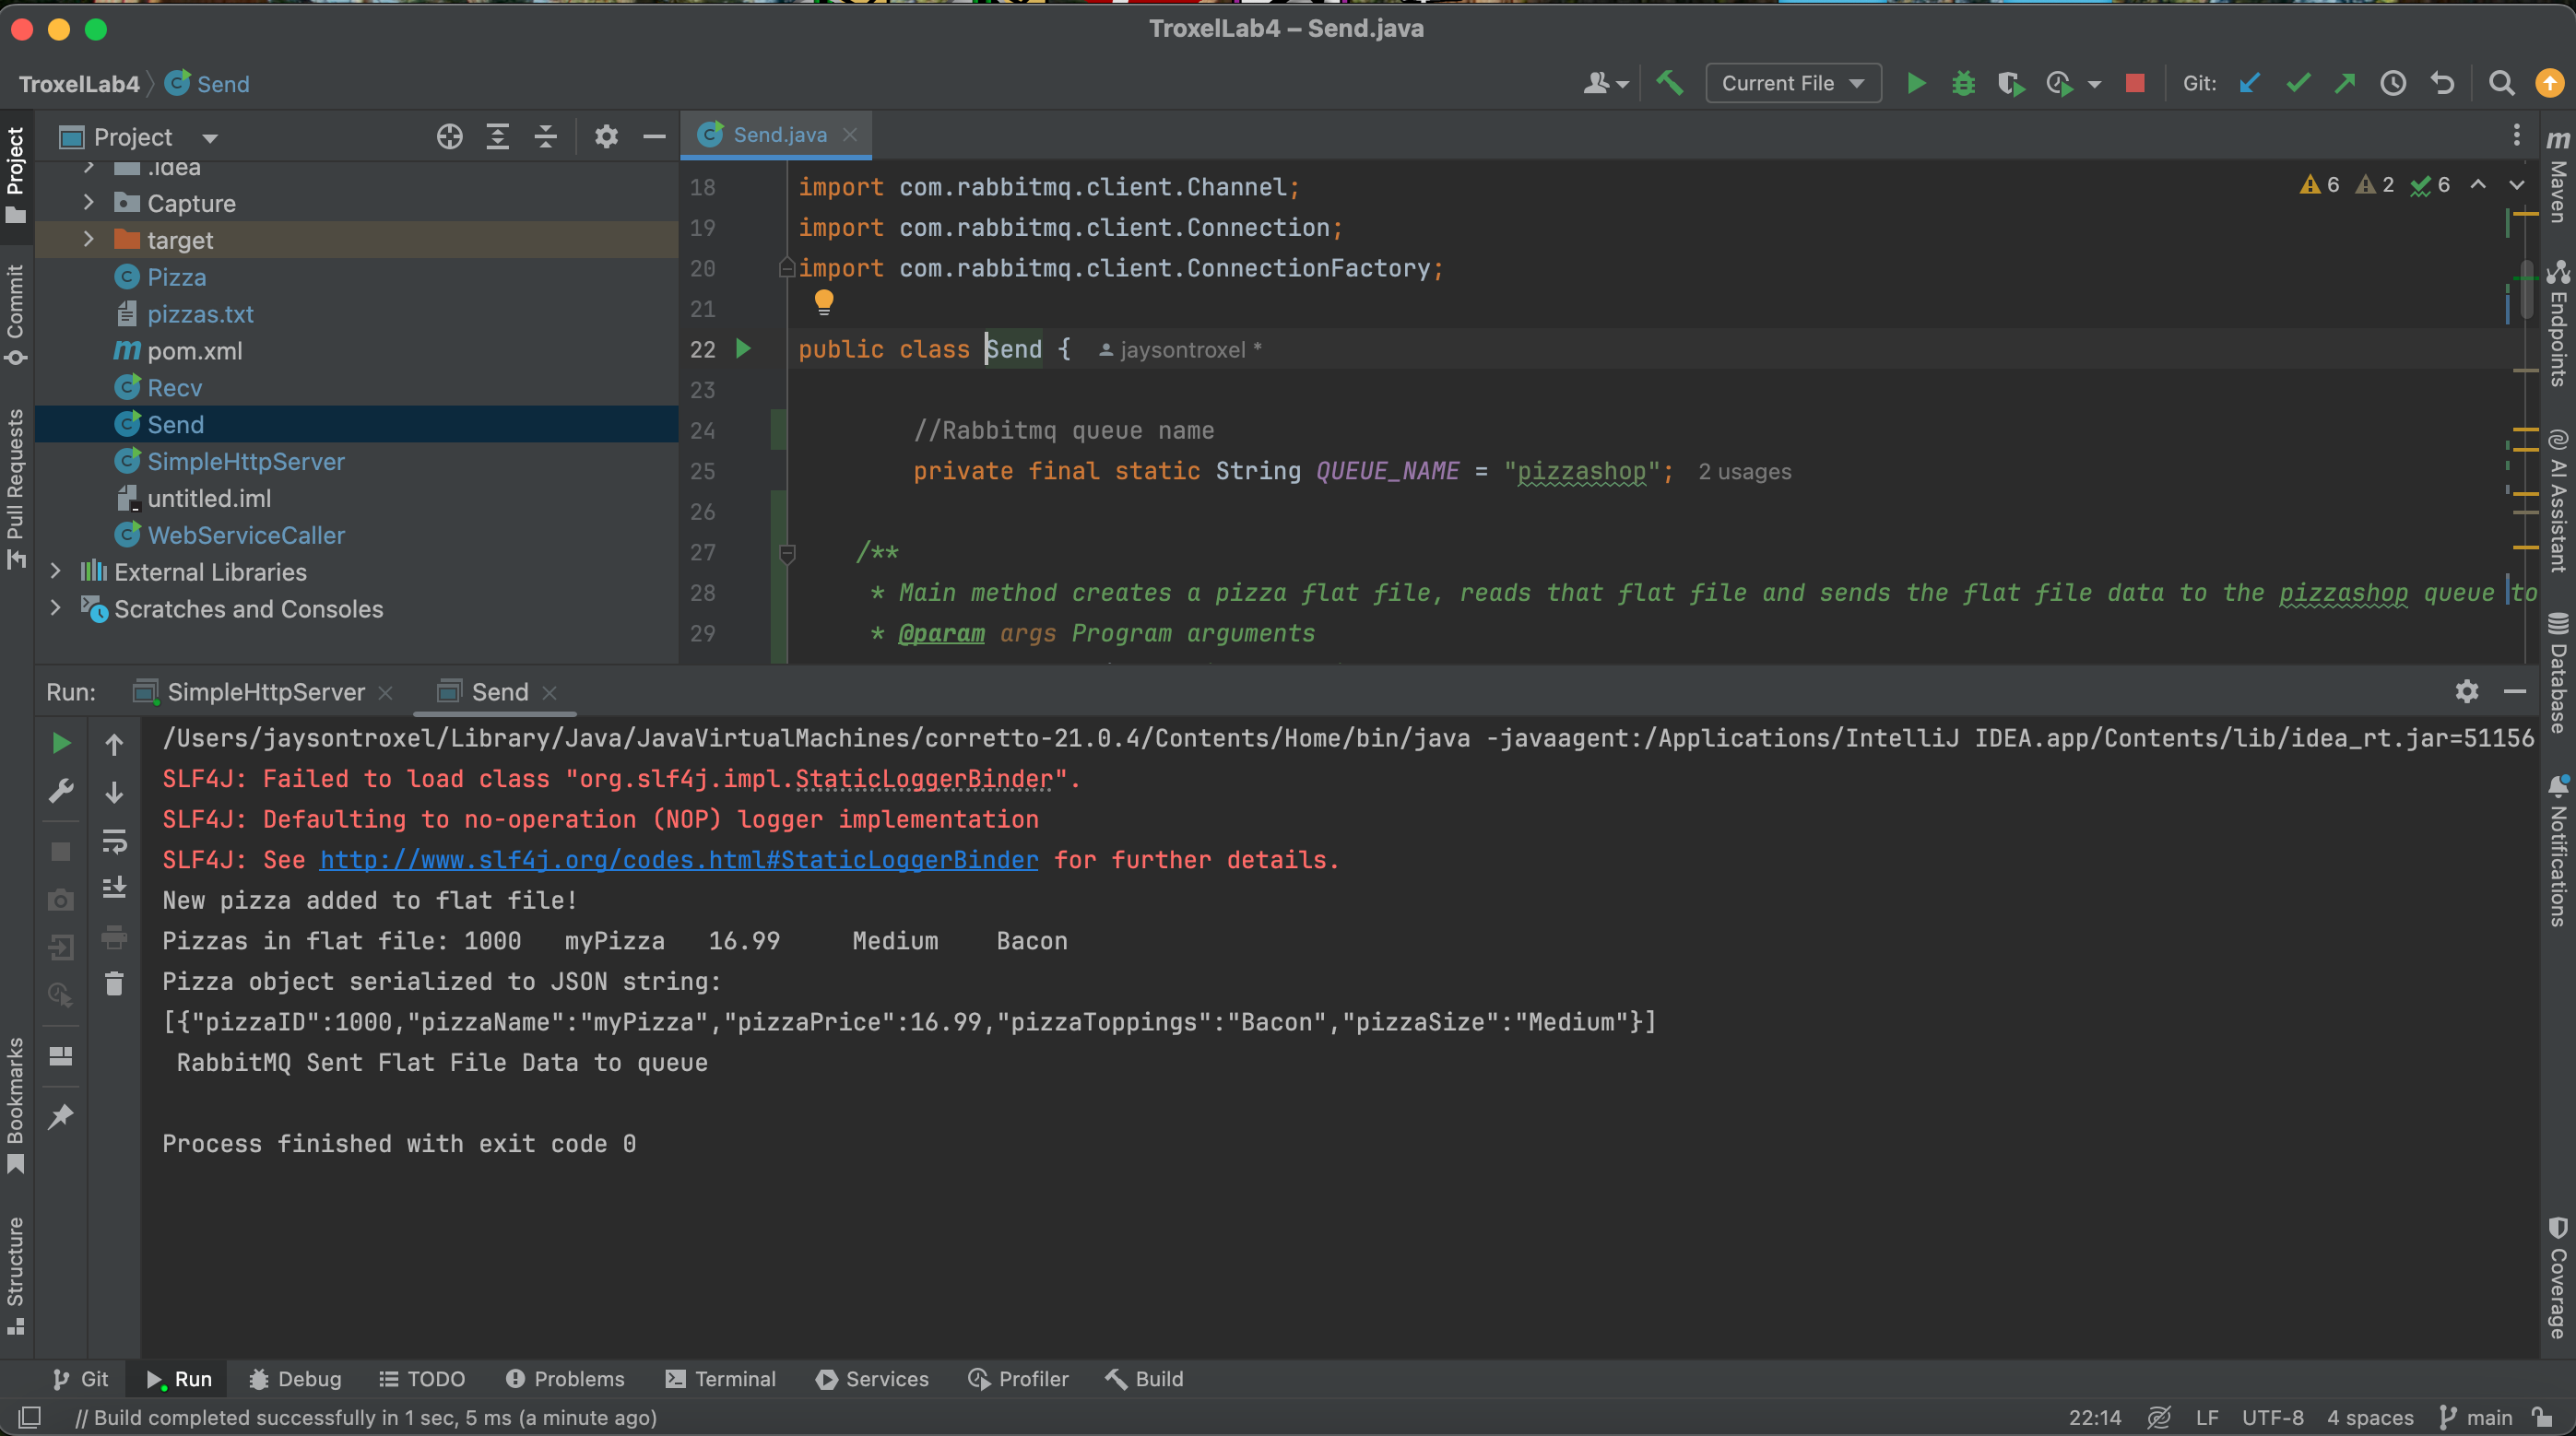 TroxelLab4 – Send.java
TroxelLab4 Send
Current File
Git:
Project
Send.java
.idea
Capture
target
Pizza
pizzas.txt
pom.xml
Recv
Send
SimpleHttpServer
untitled.iml
WebServiceCaller
External Libraries
Scratches and Consoles
6 2 6
18 import com.rabbitmq.client.Channel;
19 import com.rabbitmq.client.Connection;
20 import com.rabbitmq.client.ConnectionFactory;
21
22 public class Send { jaysontroxel *
23
24 //Rabbitmq queue name
25 private final static String QUEUE_NAME = "pizzashop"; 2 usages
26
27 /**
28 * Main method creates a pizza flat file, reads that flat file and sends the flat file data to the pizzashop queue to
29 * @param args Program arguments
Project
Commit
Pull Requests
Bookmarks
Structure
Maven
Endpoints
AI Assistant
Database
Notifications
Coverage
Run: SimpleHttpServer Send
/Users/jaysontroxel/Library/Java/JavaVirtualMachines/corretto-21.0.4/Contents/Home/bin/java -javaagent:/Applications/IntelliJ IDEA.app/Contents/lib/idea_rt.jar=51156
SLF4J: Failed to load class "org.slf4j.impl.StaticLoggerBinder".
SLF4J: Defaulting to no-operation (NOP) logger implementation
SLF4J: See http://www.slf4j.org/codes.html#StaticLoggerBinder for further details.
New pizza added to flat file!
Pizzas in flat file: 1000 myPizza 16.99 Medium Bacon
Pizza object serialized to JSON string:
[{"pizzaID":1000,"pizzaName":"myPizza","pizzaPrice":16.99,"pizzaToppings":"Bacon","pizzaSize":"Medium"}]
RabbitMQ Sent Flat File Data to queue
Process finished with exit code 0
Git Run Debug TODO Problems Terminal Services Profiler Build
// Build completed successfully in 1 sec, 5 ms (a minute ago)
22:14 LF UTF-8 4 spaces main